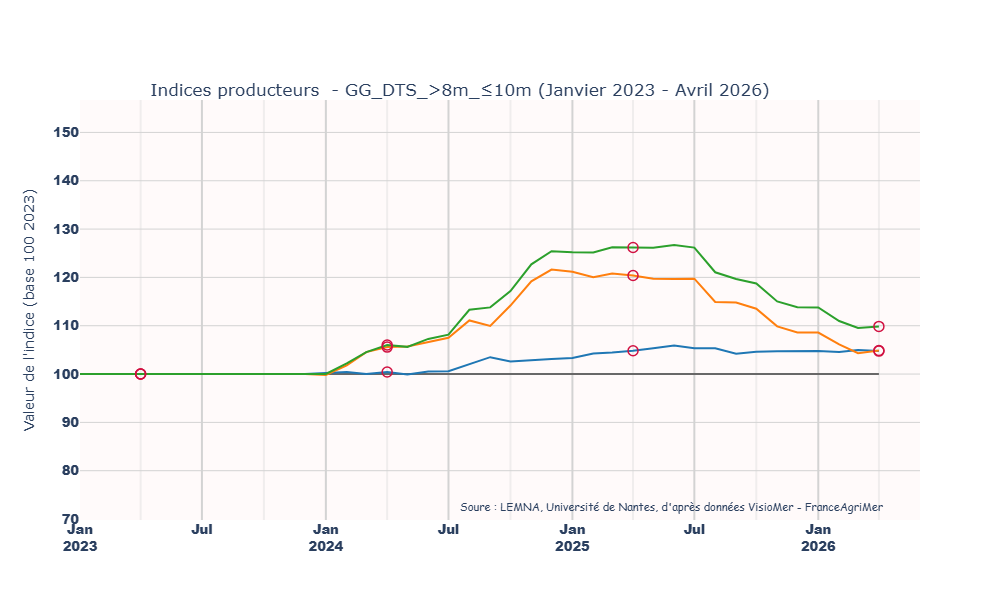 Indices producteurs  - GG_DTS_>8m_≤10m (Janvier 2023 - Avril 2026)
Valeur de l'indice (base 100 2023)
150
140
130
120
110
100
90
80
70
Soure : LEMNA, Université de Nantes, d'après données VisioMer - FranceAgriMer
Jan Jul Jan Jul Jan Jul Jan
2023 2024 2025 2026